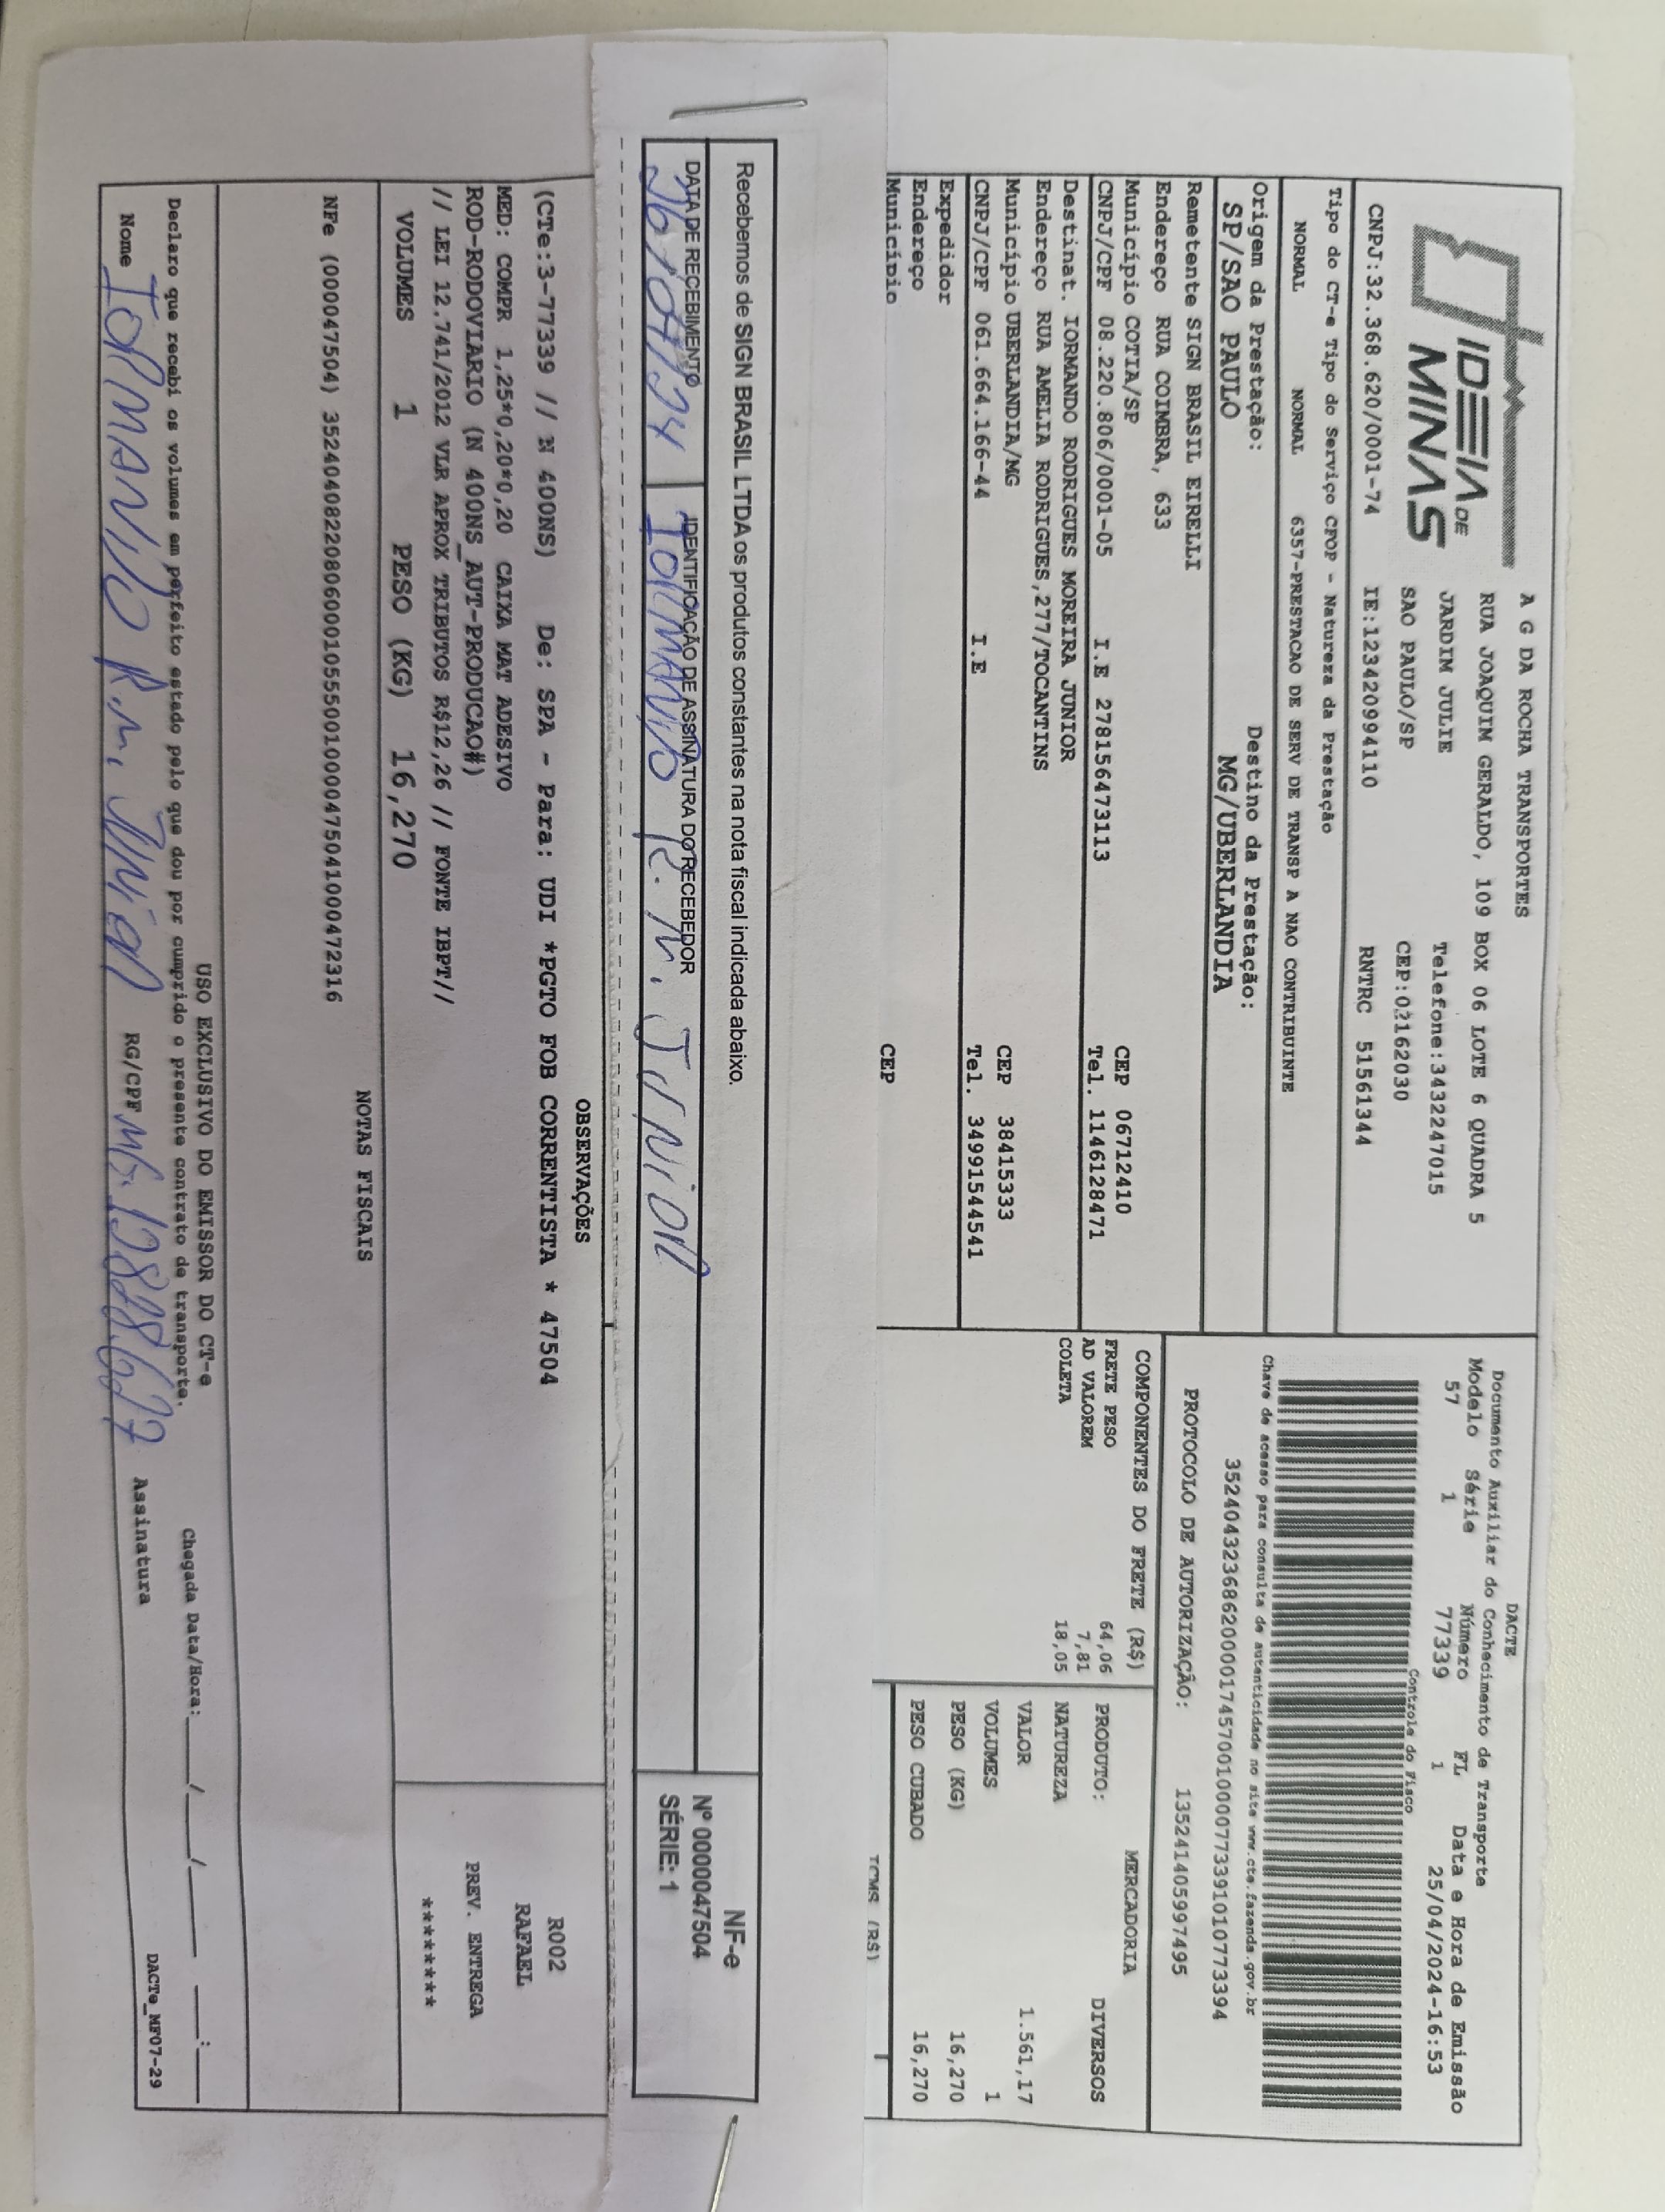 IDEIA DE
MINAS
A G DA ROCHA TRANSPORTES
RUA JOAQUIM GERALDO, 109 BOX 06 LOTE 6 QUADRA 5
JARDIM JULIE Telefone:3432247015
SAO PAULO/SP CEP:02162030
CNPJ:32.368.620/0001-74 IE:123420994110 RNTRC 51561344
Tipo do CT-e Tipo do Serviço CFOP - Natureza da Prestação
NORMAL NORMAL 6357-PRESTACAO DE SERV DE TRANSP A NAO CONTRIBUINTE
Origem da Prestação: Destino da Prestação:
SP/SAO PAULO MG/UBERLANDIA
Remetente SIGN BRASIL EIRELLI
Endereço RUA COIMBRA, 633
Município COTIA/SP CEP 06712410
CNPJ/CPF 08.220.806/0001-05 I.E 278156473113 Tel. 1146128471
Destinat. IORMANDO RODRIGUES MOREIRA JUNIOR
Endereço RUA AMELIA RODRIGUES,277/TOCANTINS
Município UBERLANDIA/MG CEP 38415333
CNPJ/CPF 061.664.166-44 I.E Tel. 34991544541
Expedidor
Endereço
Município CEP
DACTE
Documento Auxiliar do Conhecimento de Transporte
Modelo Série Número FL Data e Hora de Emissão
57 1 77339 1 25/04/2024-16:53
Controle do Fisco
Chave de acesso para consulta de autenticidade no site www.cte.fazenda.gov.br
35240432368620000174570010000773391010773394
PROTOCOLO DE AUTORIZAÇÃO: 135241405997495
COMPONENTES DO FRETE (R$)
FRETE PESO 64,06
AD VALOREM 7,81
COLETA 18,05
MERCADORIA
PRODUTO: DIVERSOS
NATUREZA
VALOR 1.561,17
VOLUMES 1
PESO (KG) 16,270
PESO CUBADO 16,270
ICMS (R$)
Recebemos de SIGN BRASIL LTDA os produtos constantes na nota fiscal indicada abaixo.
DATA DE RECEBIMENTO IDENTIFICAÇÃO DE ASSINATURA DO RECEBEDOR
Iormando R. M. Junior
NF-e
Nº 0000047504
SÉRIE: 1
OBSERVAÇÕES
(CTe:3-77339 // N 400NS) De: SPA - Para: UDI *PGTO FOB CORRENTISTA * 47504
MED: COMPR 1,25*0,20*0,20 CAIXA MAT ADESIVO
ROD-RODOVIARIO (N 400NS_AUT-PRODUCAO#)
// LEI 12.741/2012 VLR APROX TRIBUTOS R$12,26 // FONTE IBPT//
R002
RAFAEL
PREV. ENTREGA
********
VOLUMES 1 PESO (KG) 16,270
NOTAS FISCAIS
NFe (000047504) 35240408220806000105550010000475041000472316
USO EXCLUSIVO DO EMISSOR DO CT-e
Declaro que recebi os volumes em perfeito estado pelo que dou por cumprido o presente contrato de transporte.
Chegada Data/Hora:____/____/____ ___:___
Nome Iormando R.M. Junior RG/CPF Assinatura
DACTe_MF07-29